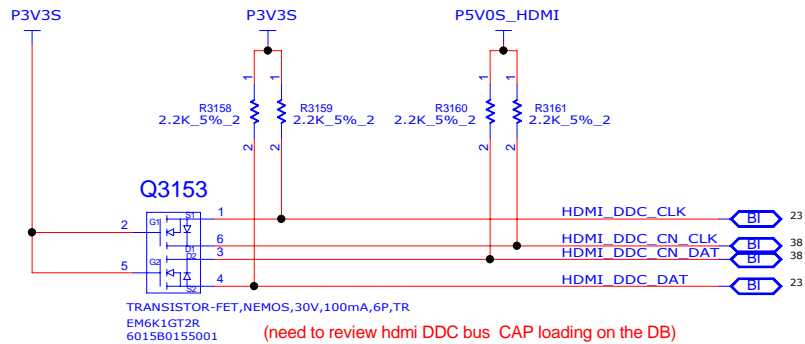 P3V3S P3V3S P5V0S_HDMI
1 1 1 1
R3158 R3159 R3160 R3161
2.2K_5%_2 2.2K_5%_2 2.2K_5%_2 2.2K_5%_2
2 2 2 2
Q3153
2 G1 S1 1 HDMI_DDC_CLK BI 23
D1 6 HDMI_DDC_CN_CLK BI 38
D2 3 HDMI_DDC_CN_DAT BI 38
5 G2 S2 4 HDMI_DDC_DAT BI 23
TRANSISTOR-FET,NEMOS,30V,100mA,6P,TR
EM6K1GT2R
6015B0155001
(need to review hdmi DDC bus CAP loading on the DB)